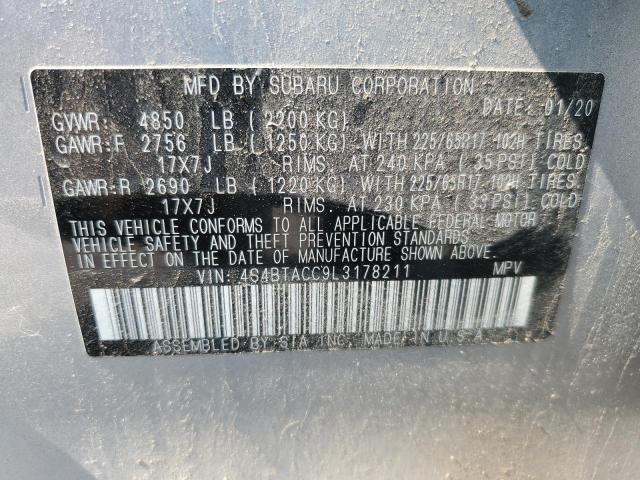 MFD BY SUBARU CORPORATION
DATE: 01/20
GVWR: 4850 LB (2200 KG)
GAWR:F 2756 LB (1250 KG) WITH 225/65R17 102H TIRES
17X7J RIMS, AT 240 KPA (35 PSI) COLD
GAWR:R 2690 LB (1220 KG) WITH 225/65R17 102H TIRES
17X7J RIMS, AT 230 KPA (33 PSI) COLD
THIS VEHICLE CONFORMS TO ALL APPLICABLE FEDERAL MOTOR
VEHICLE SAFETY AND THEFT PREVENTION STANDARDS
IN EFFECT ON THE DATE OF MANUFACTURE SHOWN ABOVE.
VIN: 4S4BTACC9L3178211 MPV
ASSEMBLED BY SIA INC. MADE IN U.S.A.